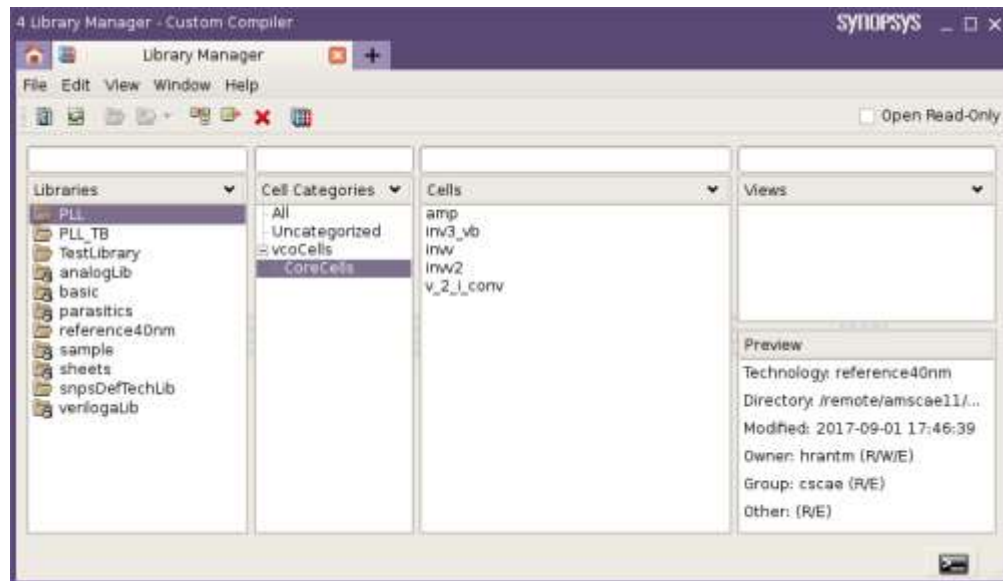 4 Library Manager - Custom Compiler
SYNOPSYS
Library Manager
File Edit View Window Help
Open Read-Only
Libraries
PLL
PLL_TB
TestLibrary
analogLib
basic
parasitics
reference40nm
sample
sheets
snpsDefTechLib
verilogaLib
Cell Categories
All
Uncategorized
vcoCells
CoreCells
Cells
amp
inv3_vb
invv
invv2
v_2_i_conv
Views
Preview
Technology: reference40nm
Directory: /remote/amscae11/...
Modified: 2017-09-01 17:46:39
Owner: hrantm (R/W/E)
Group: cscae (R/E)
Other: (R/E)